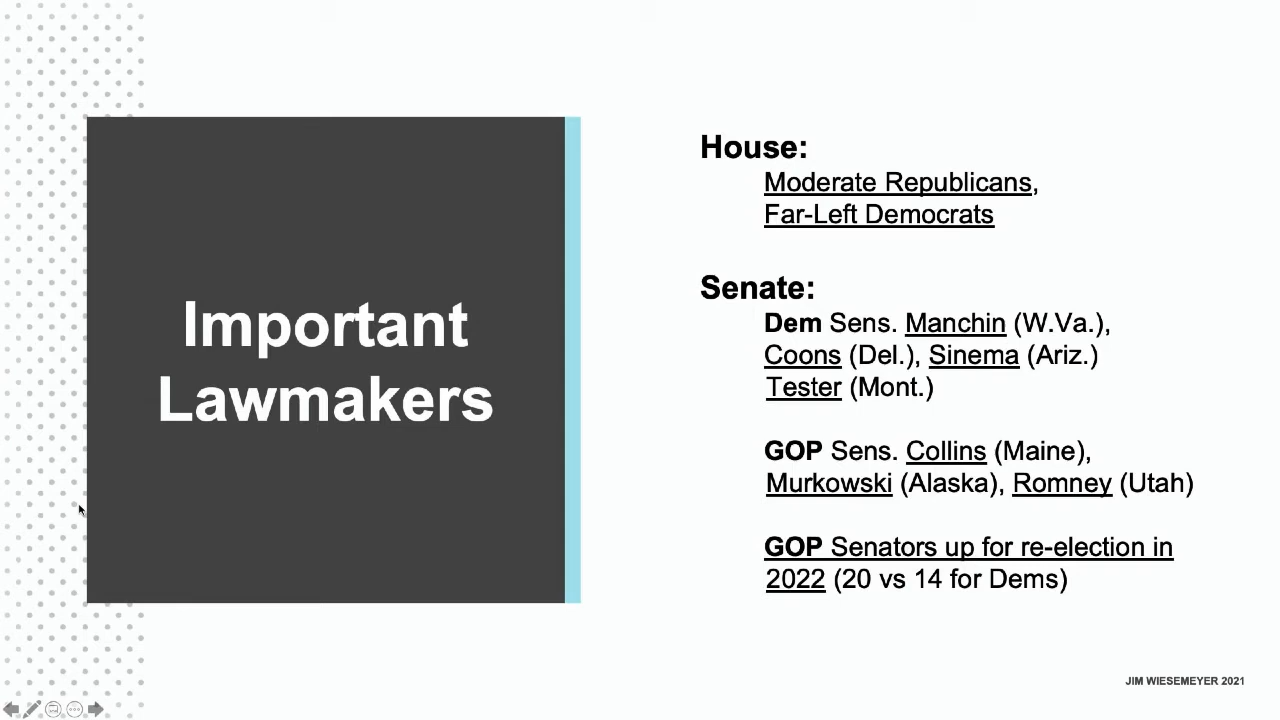 Important
Lawmakers
House:
Moderate Republicans,
Far-Left Democrats
Senate:
Dem Sens. Manchin (W.Va.),
Coons (Del.), Sinema (Ariz.)
Tester (Mont.)
GOP Sens. Collins (Maine),
Murkowski (Alaska), Romney (Utah)
GOP Senators up for re-election in
2022 (20 vs 14 for Dems)
JIM WIESEMEYER 2021